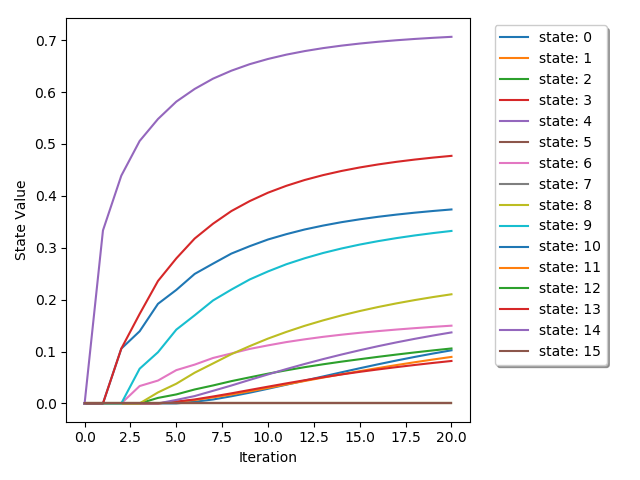 0.7
0.6
0.5
0.4
0.3
0.2
0.1
0.0
State Value
0.0 2.5 5.0 7.5 10.0 12.5 15.0 17.5 20.0
Iteration
state: 0
state: 1
state: 2
state: 3
state: 4
state: 5
state: 6
state: 7
state: 8
state: 9
state: 10
state: 11
state: 12
state: 13
state: 14
state: 15